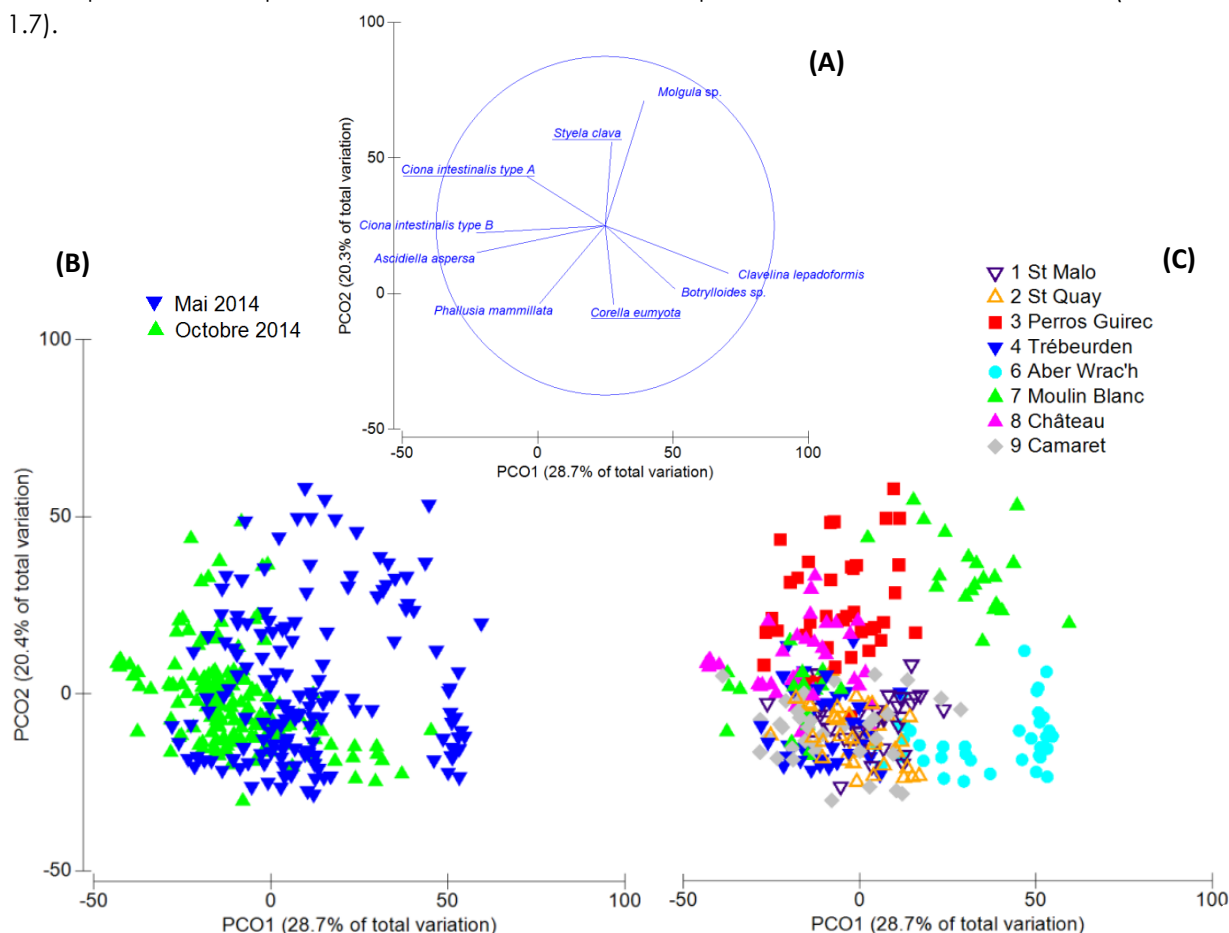 1.7).
100
(A)
Molgula sp.
Styela clava
50
Ciona intestinalis type A
Ciona intestinalis type B
Ascidiella aspersa
Clavelina lepadoformis
Botrylloides sp.
0
Phallusia mammillata
Corella eumyota
PCO2 (20.3% of total variation)
-50
-50
0
50
100
PCO1 (28.7% of total variation)
(B)
Mai 2014
Octobre 2014
100
50
0
-50
PCO2 (20.4% of total variation)
-50
0
50
100
PCO1 (28.7% of total variation)
(C)
1 St Malo
2 St Quay
3 Perros Guirec
4 Trébeurden
6 Aber Wrac'h
7 Moulin Blanc
8 Château
9 Camaret
-50
0
50
100
PCO1 (28.7% of total variation)